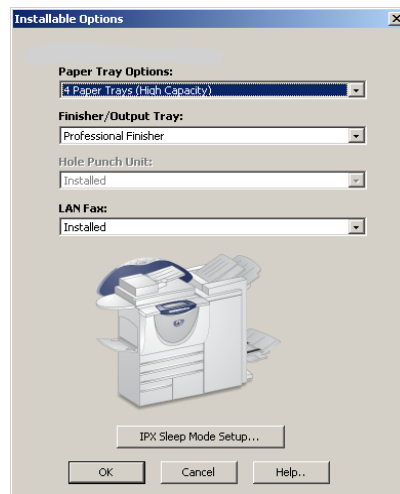 Installable Options
Paper Tray Options:
4 Paper Trays (High Capacity)
Finisher/Output Tray:
Professional Finisher
Hole Punch Unit:
Installed
LAN Fax:
Installed
IPX Sleep Mode Setup...
OK
Cancel
Help..